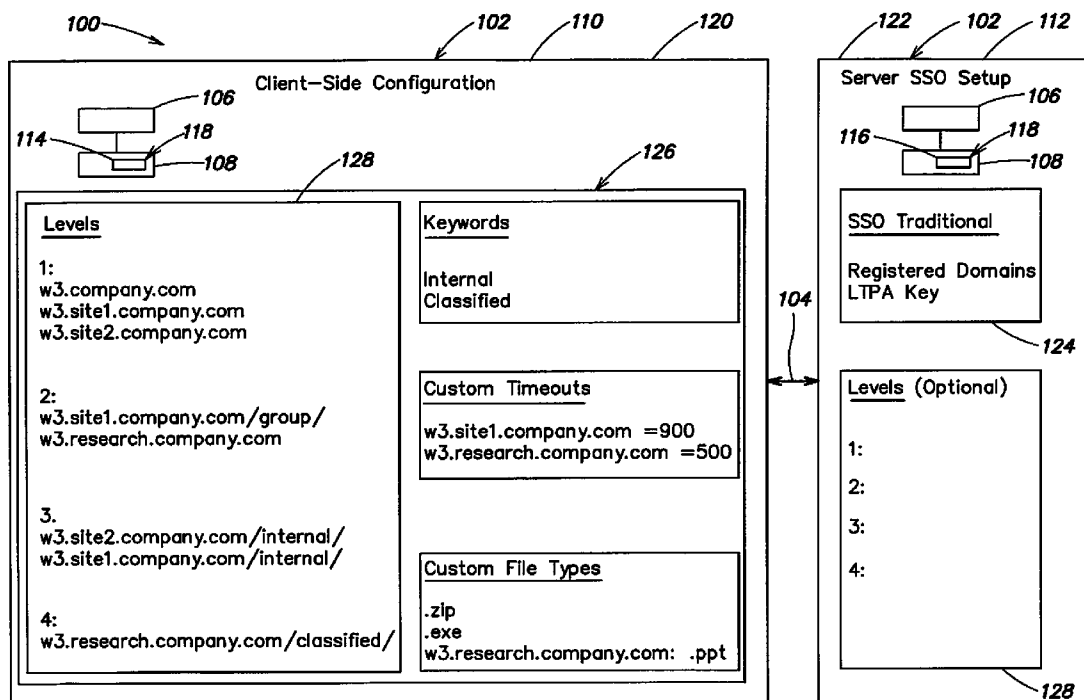 100
102
110
120
122
102
112
Client-Side Configuration
106
114
118
108
128
126
Levels
1:
w3.company.com
w3.site1.company.com
w3.site2.company.com
2:
w3.site1.company.com/group/
w3.research.company.com
3.
w3.site2.company.com/internal/
w3.site1.company.com/internal/
4:
w3.research.company.com/classified/
Keywords
Internal
Classified
Custom Timeouts
w3.site1.company.com =900
w3.research.company.com =500
Custom File Types
.zip
.exe
w3.research.company.com: .ppt
104
Server SSO Setup
106
116
118
108
SSO Traditional
Registered Domains
LTPA Key
124
Levels (Optional)
1:
2:
3:
4:
128